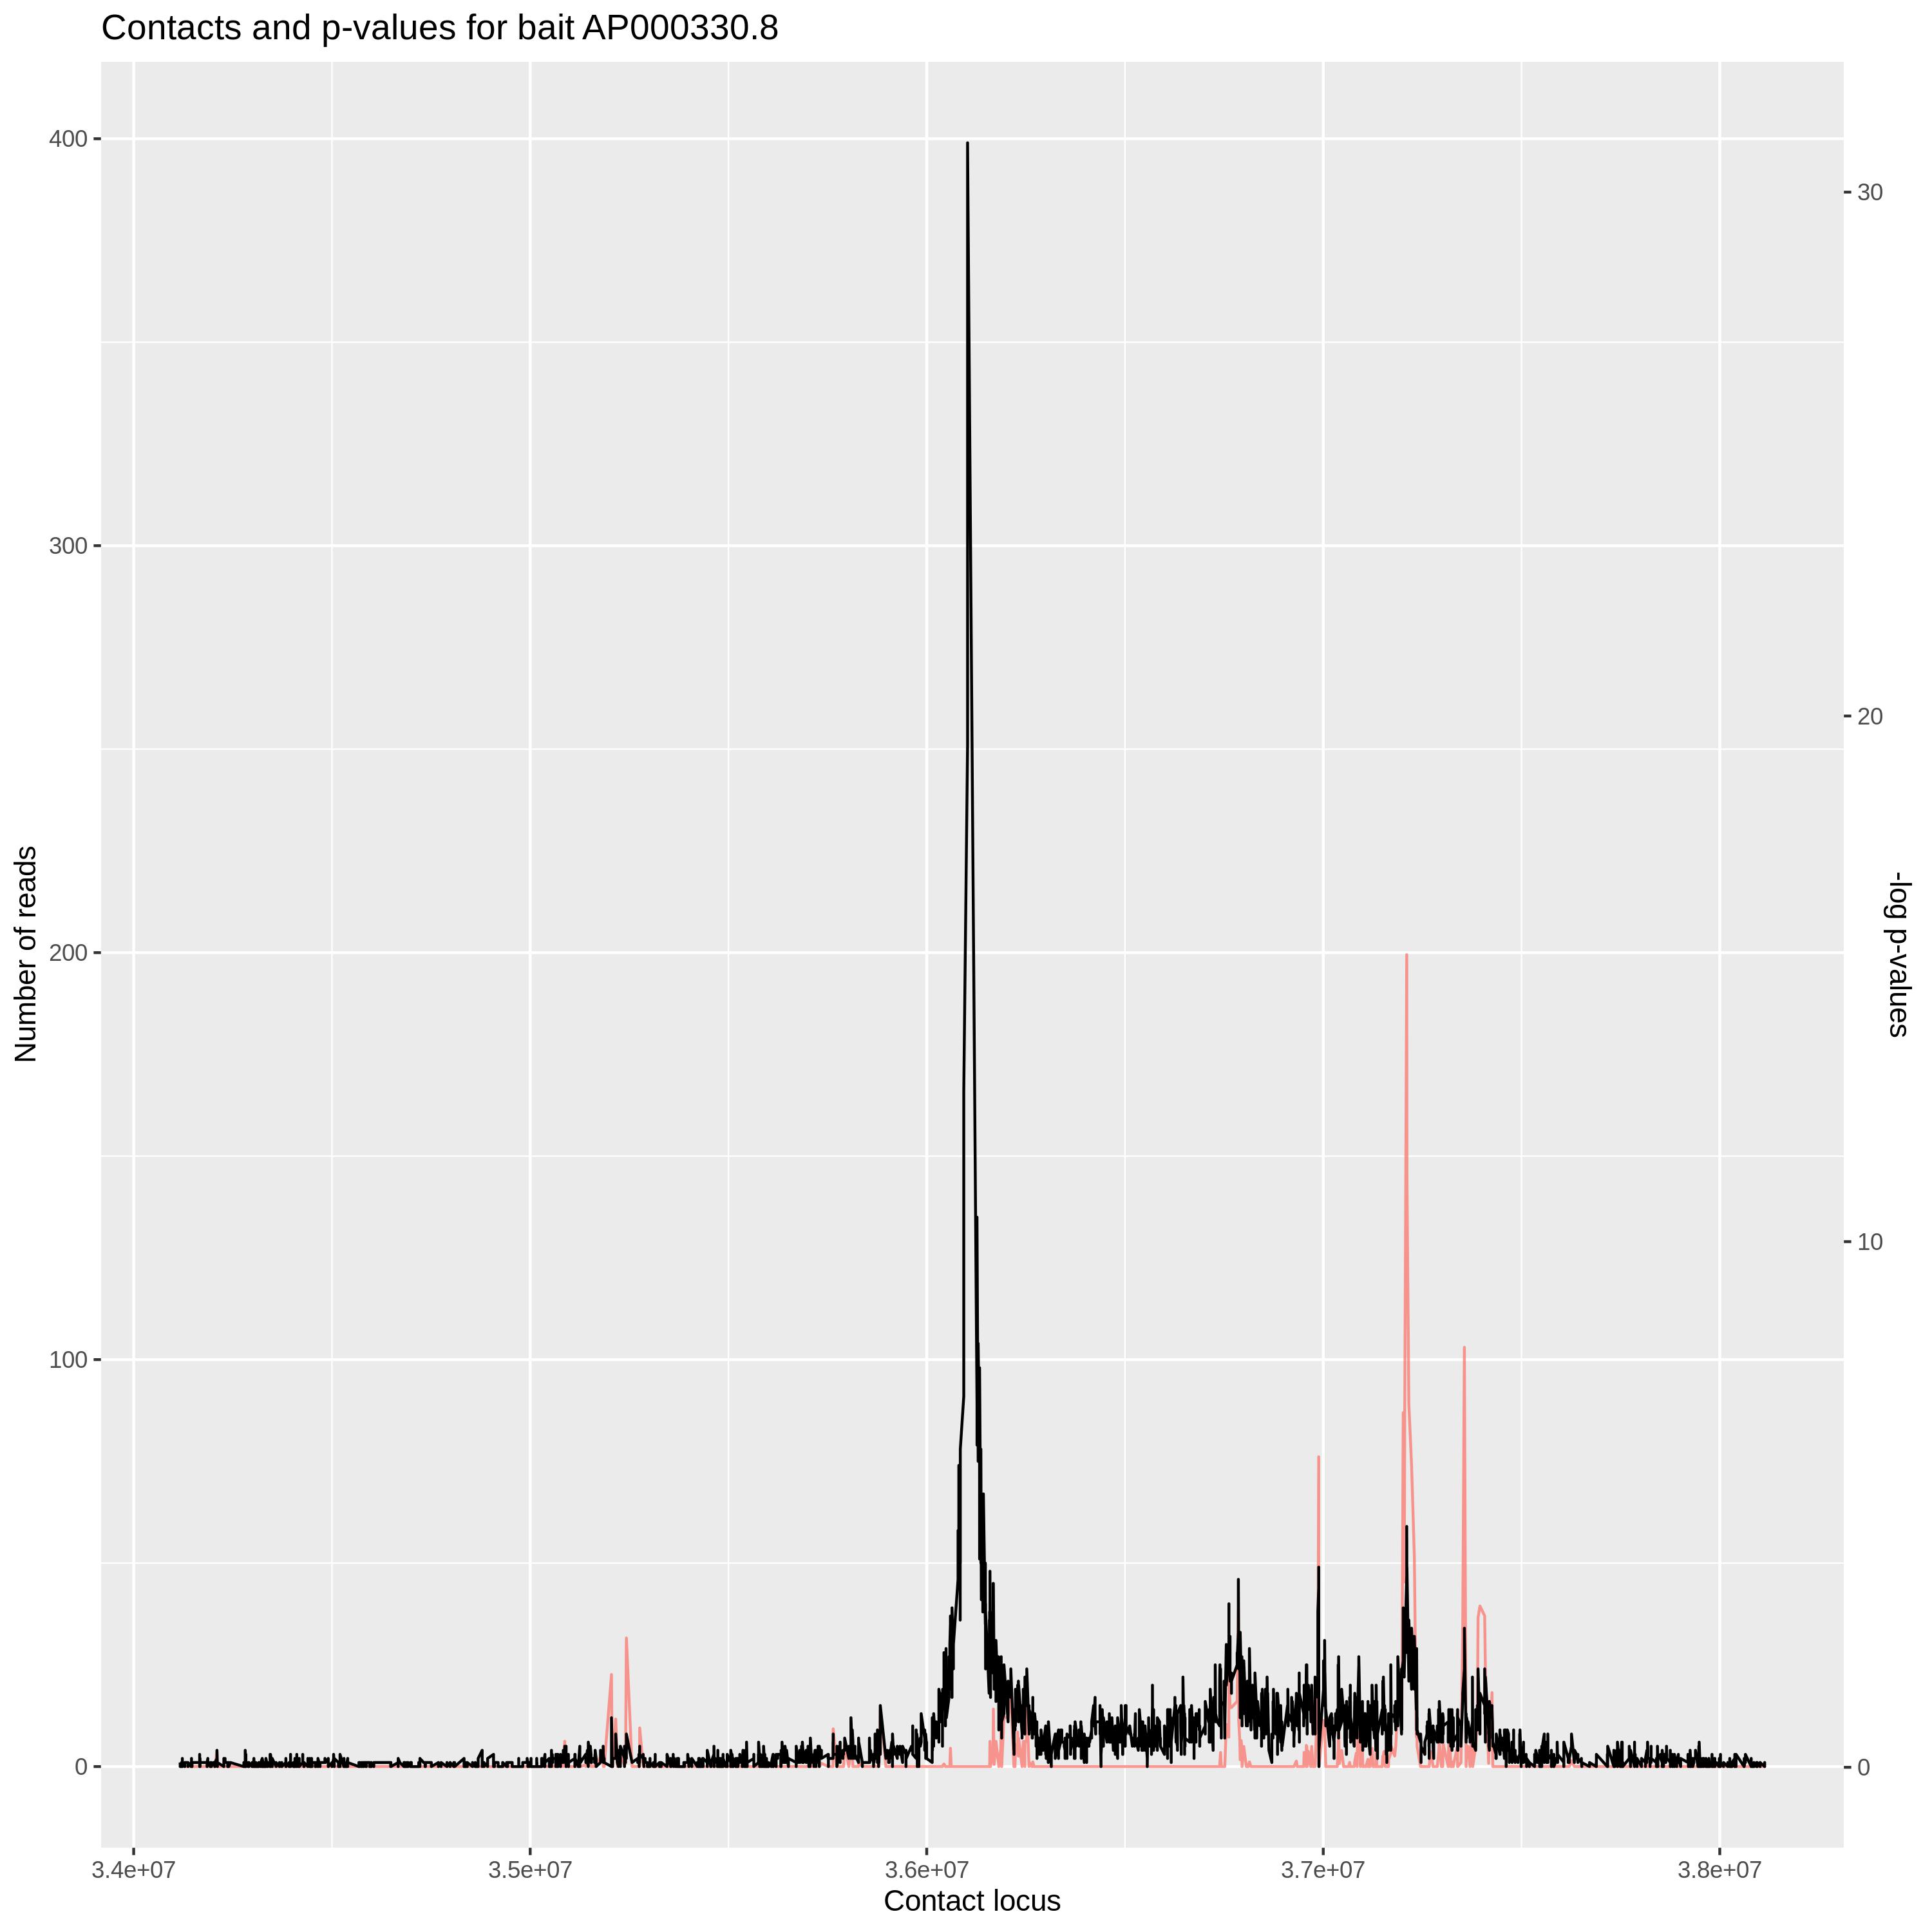 Contacts and p-values for bait AP000330.8
400
300
200
100
0
Number of reads
30
20
10
0
-log p-values
3.4e+07
3.5e+07
3.6e+07
3.7e+07
3.8e+07
Contact locus